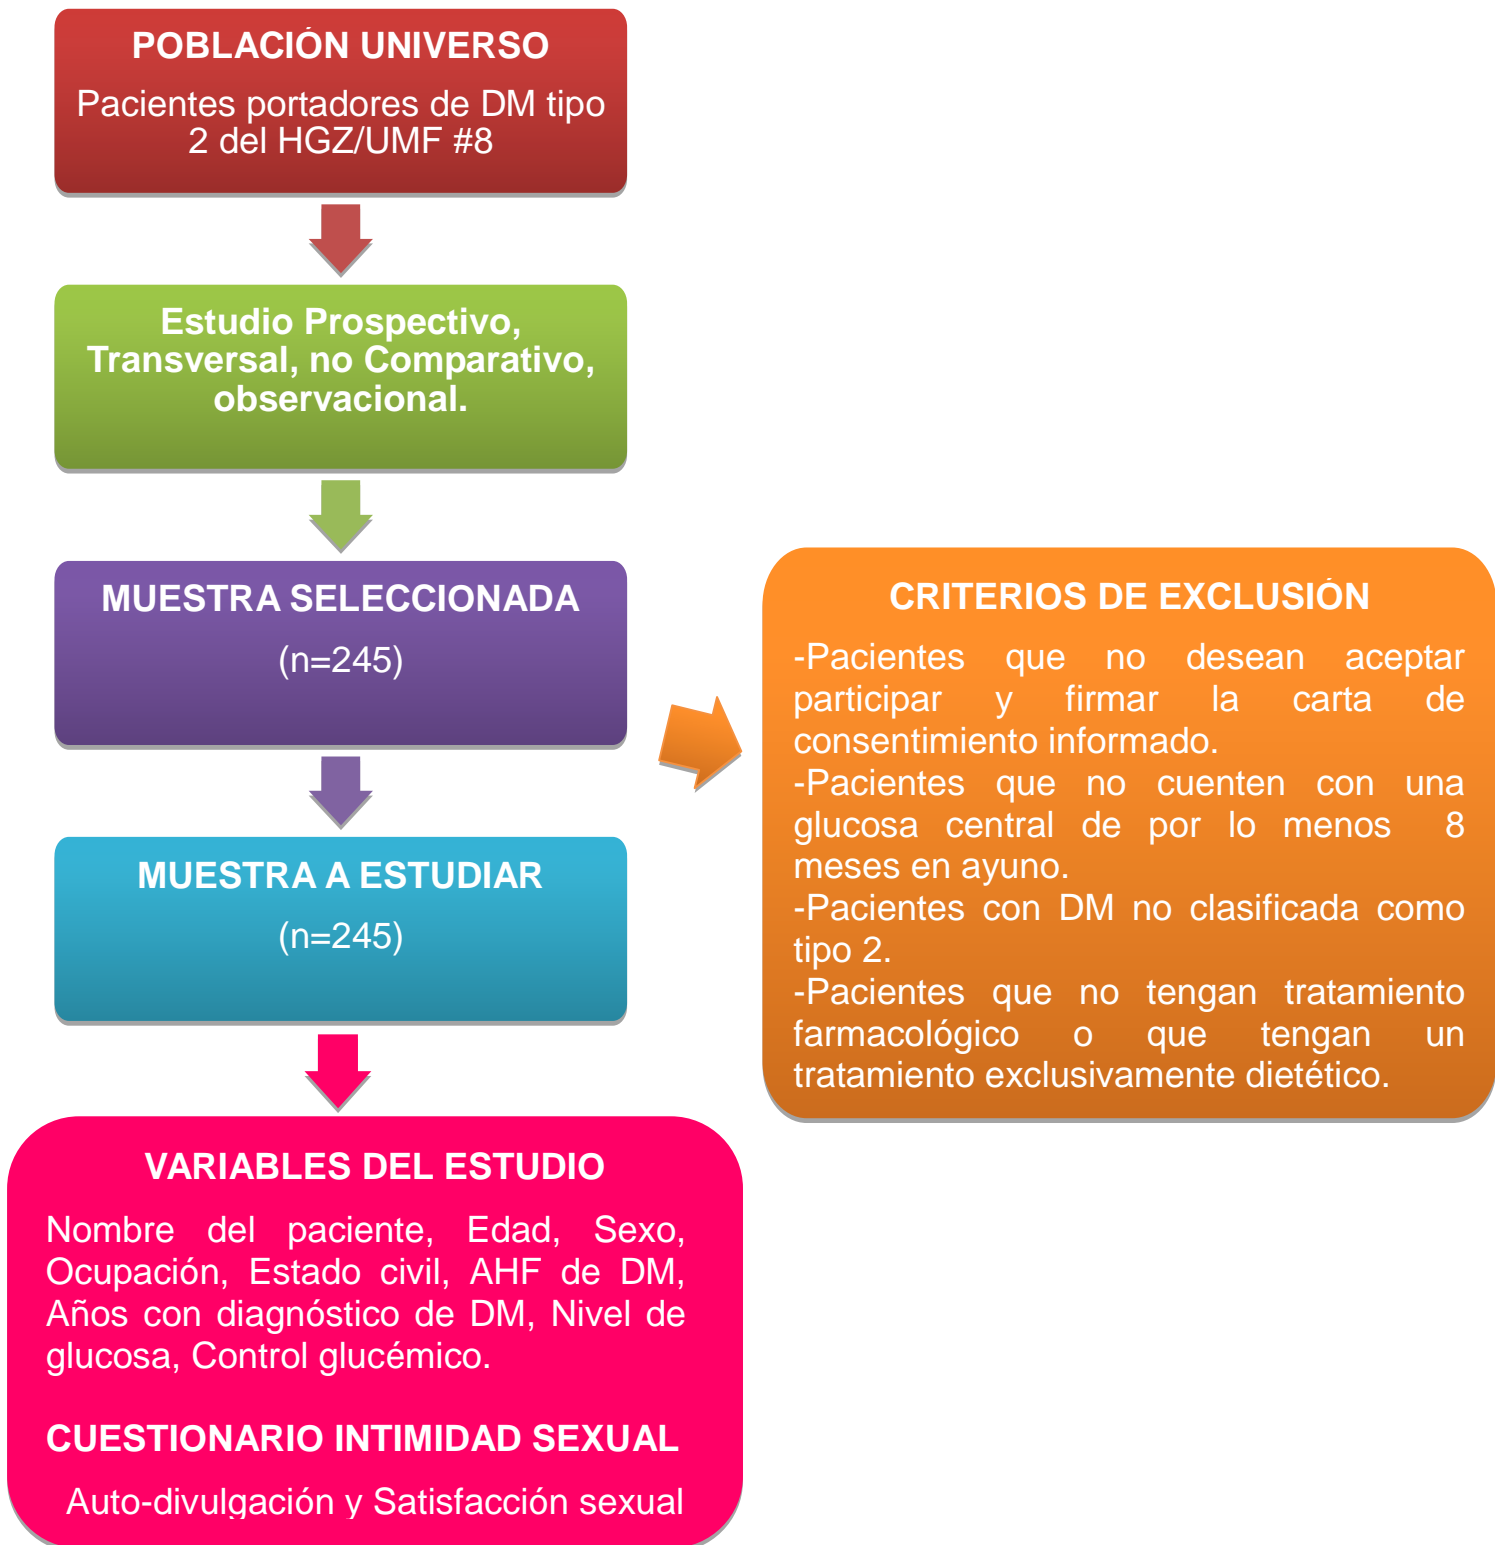 POBLACIÓN UNIVERSO
Pacientes portadores de DM tipo
2 del HGZ/UMF #8
Estudio Prospectivo,
Transversal, no Comparativo,
observacional.
MUESTRA SELECCIONADA
(n=245)
MUESTRA A ESTUDIAR
(n=245)
CRITERIOS DE EXCLUSIÓN
-Pacientes que no desean aceptar
participar y firmar la carta de
consentimiento informado.
-Pacientes que no cuenten con una
glucosa central de por lo menos 8
meses en ayuno.
-Pacientes con DM no clasificada como
tipo 2.
-Pacientes que no tengan tratamiento
farmacológico o que tengan un
tratamiento exclusivamente dietético.
VARIABLES DEL ESTUDIO
Nombre del paciente, Edad, Sexo,
Ocupación, Estado civil, AHF de DM,
Años con diagnóstico de DM, Nivel de
glucosa, Control glucémico.
CUESTIONARIO INTIMIDAD SEXUAL
Auto-divulgación y Satisfacción sexual